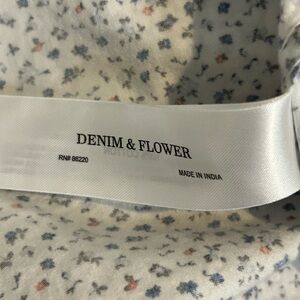 DENIM & FLOWER
RN# 86220
MADE IN INDIA